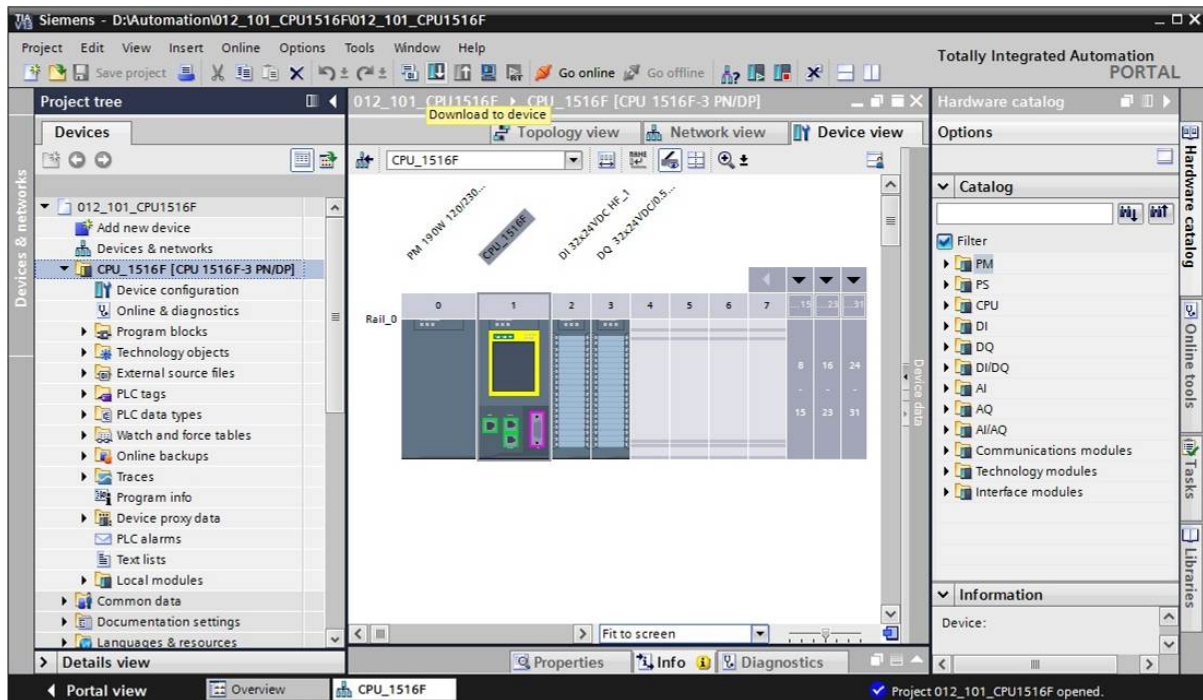 Siemens - D:\Automation\012_101_CPU1516F\012_101_CPU1516F
Project Edit View Insert Online Options Tools Window Help
Save project
Go online
Go offline
Totally Integrated Automation
PORTAL
Project tree
Devices
Devices & networks
012_101_CPU1516F
Add new device
Devices & networks
CPU_1516F [CPU 1516F-3 PN/DP]
Device configuration
Online & diagnostics
Program blocks
Technology objects
External source files
PLC tags
PLC data types
Watch and force tables
Online backups
Traces
Program info
Device proxy data
PLC alarms
Text lists
Local modules
Common data
Documentation settings
Languages & resources
Details view
012_101_CPU1516F CPU_1516F [CPU 1516F-3 PN/DP]
Download to device
Topology view Network view Device view
CPU_1516F
PM 190W 120/230...
CPU_1516F
DI 32x24VDC HF_1
DQ 32x24VDC/0.5...
0 1 2 3 4 5 6 7 ...15 ...23 ...31
Rail_0
8 16 24
- - -
15 23 31
Device data
Fit to screen
Properties Info Diagnostics
Hardware catalog
Options
Catalog
Filter
PM
PS
CPU
DI
DQ
DI/DQ
AI
AQ
AI/AQ
Communications modules
Technology modules
Interface modules
Information
Device:
Hardware catalog
Online tools
Tasks
Libraries
Portal view
Overview
CPU_1516F
Project 012_101_CPU1516F opened.